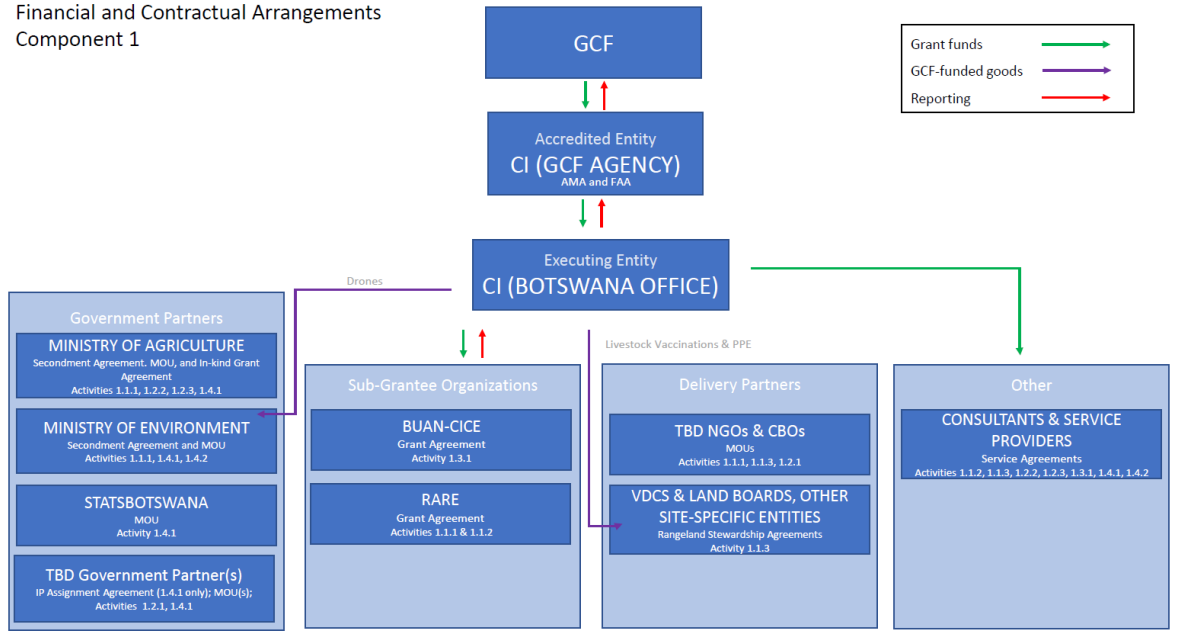 Financial and Contractual Arrangements
Component 1
GCF
Grant funds
GCF-funded goods
Reporting
Accredited Entity
CI (GCF AGENCY)
AMA and FAA
Executing Entity
CI (BOTSWANA OFFICE)
Drones
Livestock Vaccinations & PPE
Government Partners
MINISTRY OF AGRICULTURE
Secondment Agreement. MOU, and In-kind Grant
Agreement
Activities 1.1.1, 1.2.2, 1.2.3, 1.4.1
MINISTRY OF ENVIRONMENT
Secondment Agreement and MOU
Activities 1.1.1, 1.4.1, 1.4.2
STATSBOTSWANA
MOU
Activity 1.4.1
TBD Government Partner(s)
IP Assignment Agreement (1.4.1 only); MOU(s);
Activities 1.2.1, 1.4.1
Sub-Grantee Organizations
BUAN-CICE
Grant Agreement
Activity 1.3.1
RARE
Grant Agreement
Activities 1.1.1 & 1.1.2
Delivery Partners
TBD NGOs & CBOs
MOUs
Activities 1.1.1, 1.1.3, 1.2.1
VDCS & LAND BOARDS, OTHER
SITE-SPECIFIC ENTITIES
Rangeland Stewardship Agreements
Activity 1.1.3
Other
CONSULTANTS & SERVICE
PROVIDERS
Service Agreements
Activities 1.1.2, 1.1.3, 1.2.2, 1.2.3, 1.3.1, 1.4.1, 1.4.2